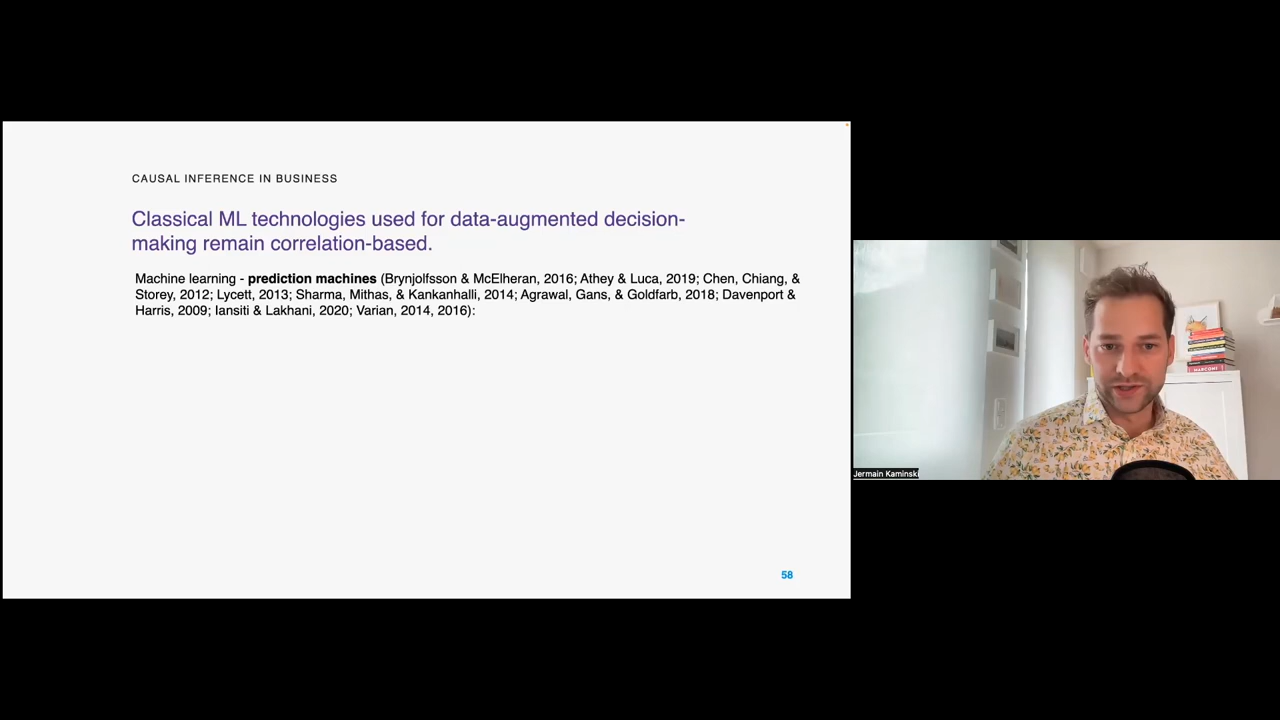 CAUSAL INFERENCE IN BUSINESS
Classical ML technologies used for data-augmented decision-
making remain correlation-based.
Machine learning - prediction machines (Brynjolfsson & McElheran, 2016; Athey & Luca, 2019; Chen, Chiang, &
Storey, 2012; Lycett, 2013; Sharma, Mithas, & Kankanhalli, 2014; Agrawal, Gans, & Goldfarb, 2018; Davenport &
Harris, 2009; Iansiti & Lakhani, 2020; Varian, 2014, 2016):
58
MARCONI
Jermain Kaminski